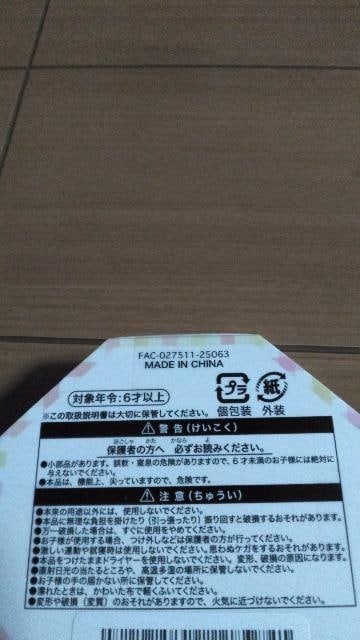 FAC-027511-25063
MADE IN CHINA
対象年令:6才以上
プラ
紙
個包装 外装
※この取扱説明書は大切に保管してください。
警告(けいこく)
ほごしゃ かた かなら よ
保護者の方へ 必ずお読みください。
●小部品があります。誤飲・窒息の危険がありますので、6才未満のお子様には絶対に
与えないでください。
●本品は、機能上、尖っていますので、危険です。
注意(ちゅうい)
●本来の用途以外には、使用しないでください。
●本品に無理な負担を掛けたり(引っ張ったり)振り回すと破損するおそれがあります。
●万一破損した場合は、すぐに使用をやめてください。
●お子様が使用する場合、つけ外しなどは保護者の方が行ってください。
●激しい運動や就寝時は使用しないでください。思わぬケガをするおそれがあります。
●本品をつけたままドライヤーを使用しないでください。変形、破損の原因になります。
●直射日光の当たるところや、高温多湿の場所に保管しないでください。
●お子様の手の届かない所に保管してください。
●濡れたときは、かわいた布で軽くふいてください。
●変形や破損(変質)のおそれがありますので、火気に近づけないでください。